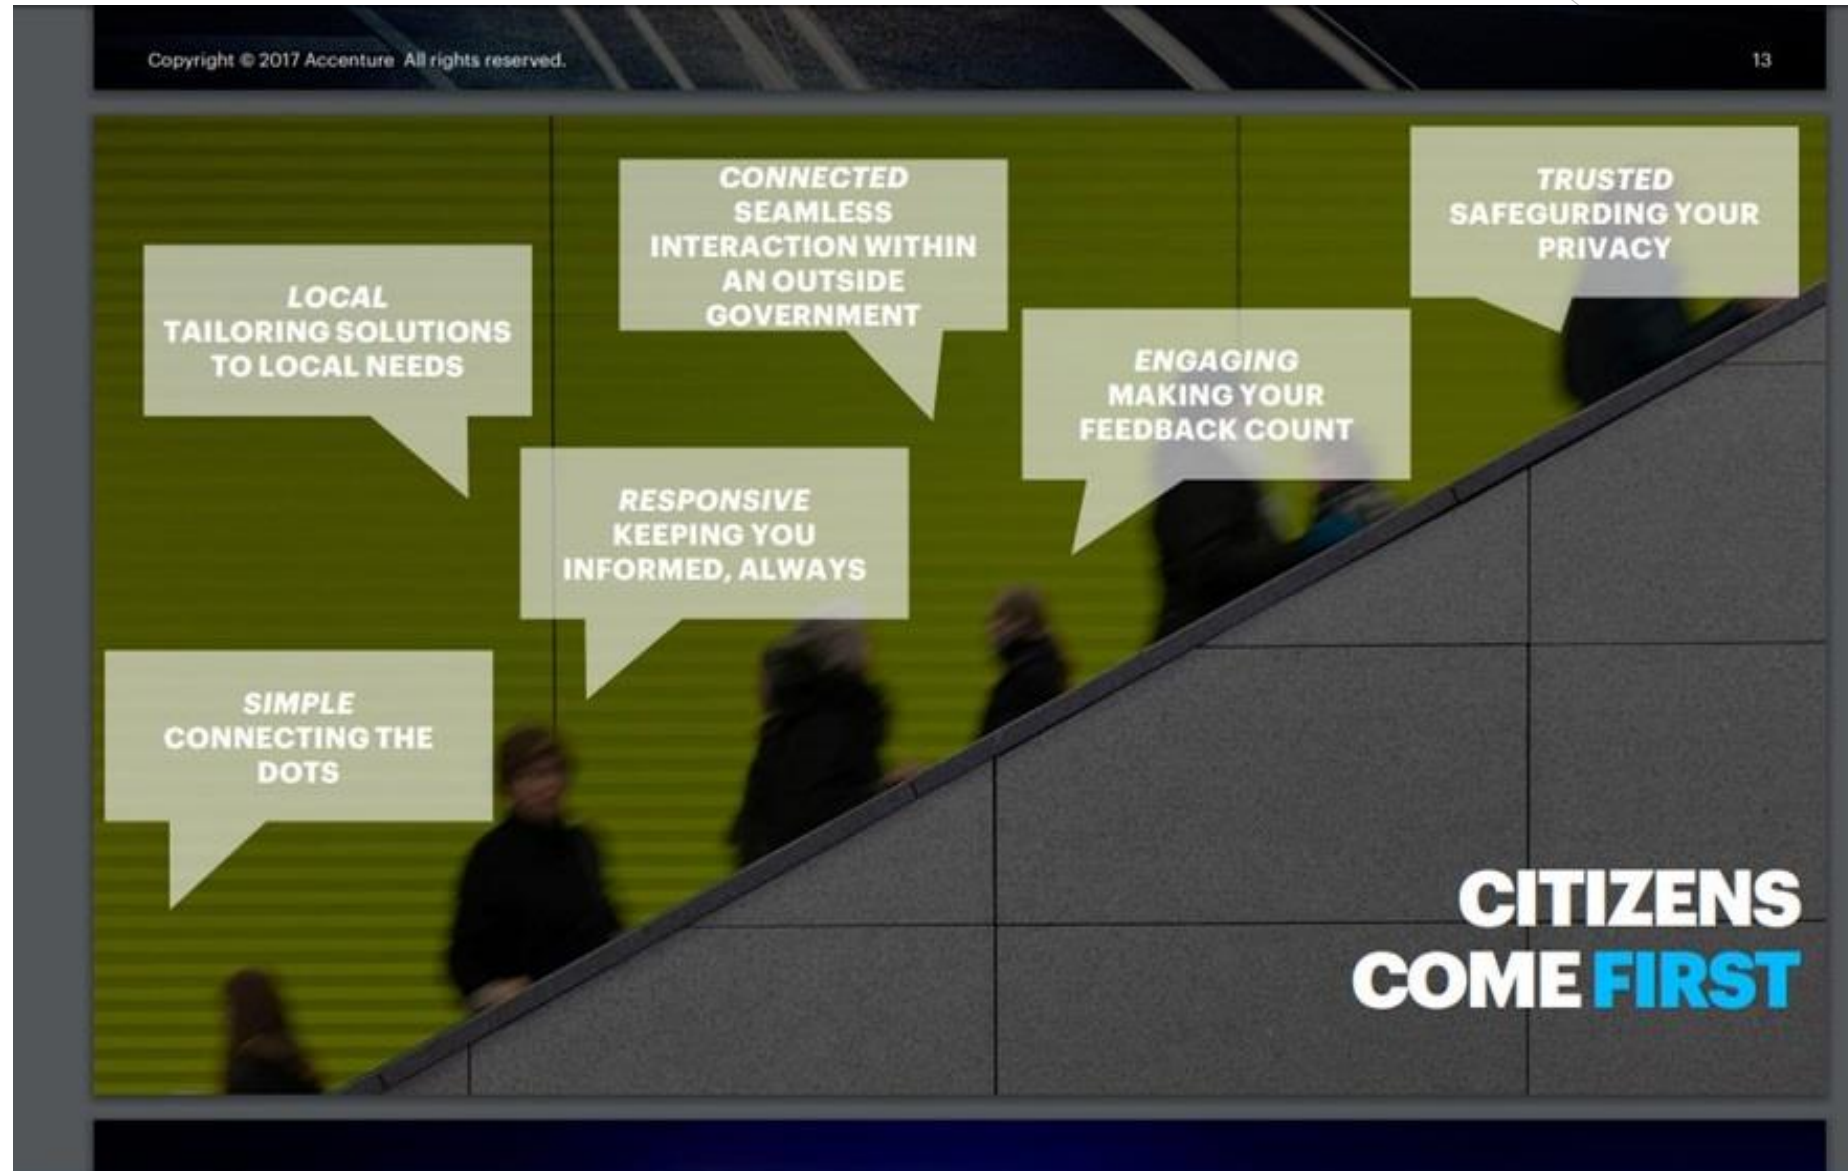 Copyright © 2017 Accenture All rights reserved.
13
LOCAL
TAILORING SOLUTIONS
TO LOCAL NEEDS
CONNECTED
SEAMLESS
INTERACTION WITHIN
AN OUTSIDE
GOVERNMENT
TRUSTED
SAFEGURDING YOUR
PRIVACY
ENGAGING
MAKING YOUR
FEEDBACK COUNT
RESPONSIVE
KEEPING YOU
INFORMED, ALWAYS
SIMPLE
CONNECTING THE
DOTS
CITIZENS
COME FIRST